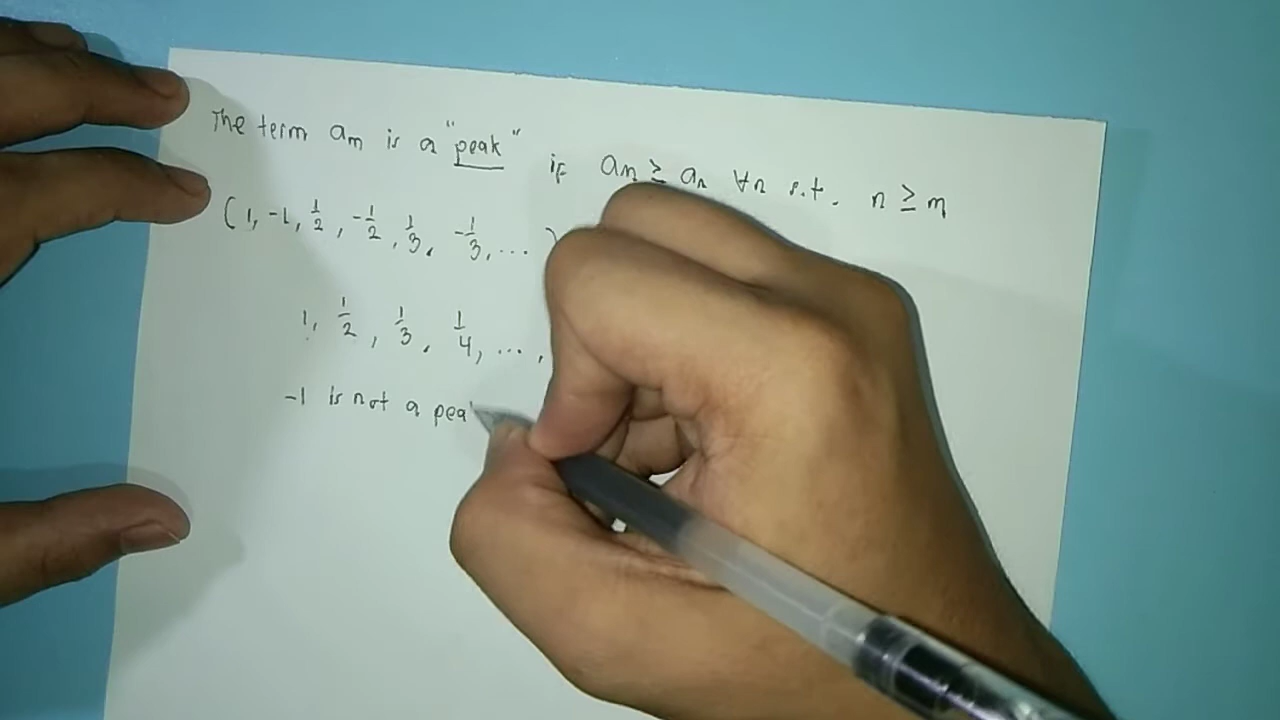 The term am is a "peak" if am ≥ an ∀n s.t. n ≥ m
(1, -1, 1/2, -1/2, 1/3, -1/3, ... )
1, 1/2, 1/3, 1/4, ... ,
-1 is not a pea